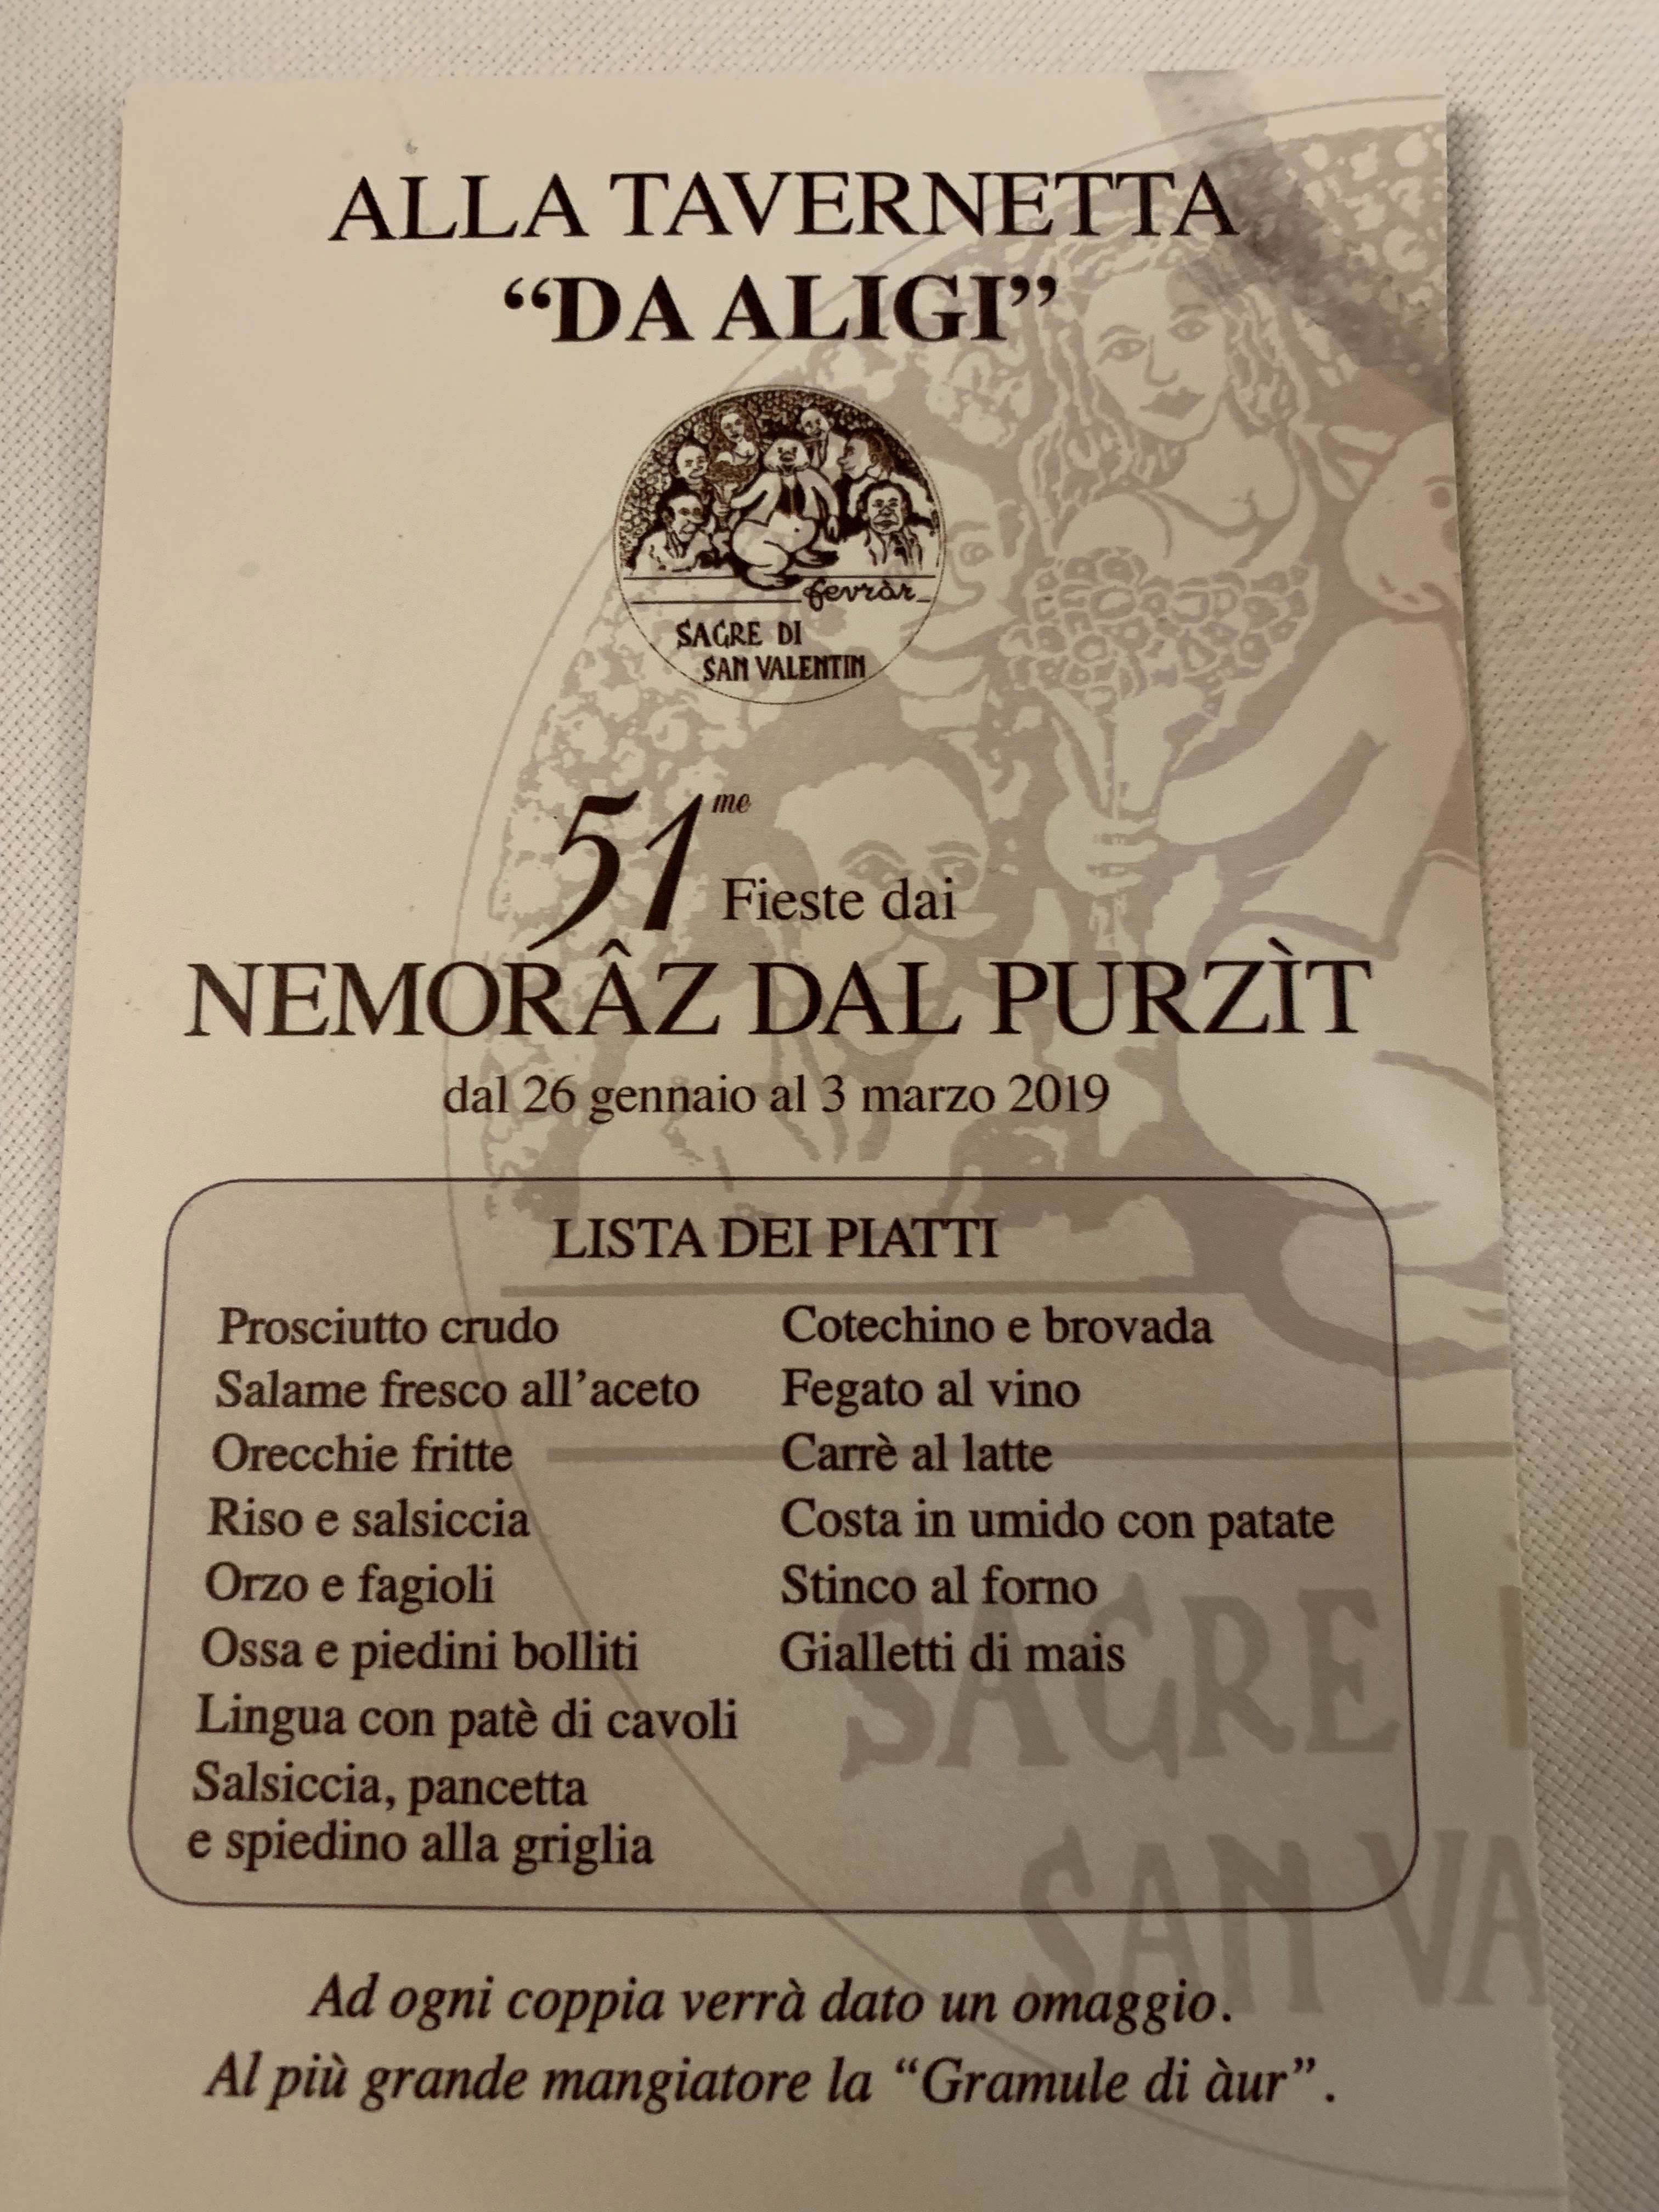 ALLA TAVERNETTA
“DA ALIGI”
fevràr
SAGRE DI
SAN VALENTIN
51me Fieste dai
NEMORÂZ DAL PURZÌT
dal 26 gennaio al 3 marzo 2019
LISTA DEI PIATTI
Prosciutto crudo
Salame fresco all’aceto
Orecchie fritte
Riso e salsiccia
Orzo e fagioli
Ossa e piedini bolliti
Lingua con patè di cavoli
Salsiccia, pancetta
e spiedino alla griglia
Cotechino e brovada
Fegato al vino
Carrè al latte
Costa in umido con patate
Stinco al forno
Gialletti di mais
SAGRE
SAN VA
Ad ogni coppia verrà dato un omaggio.
Al più grande mangiatore la “Gramule di àur”.